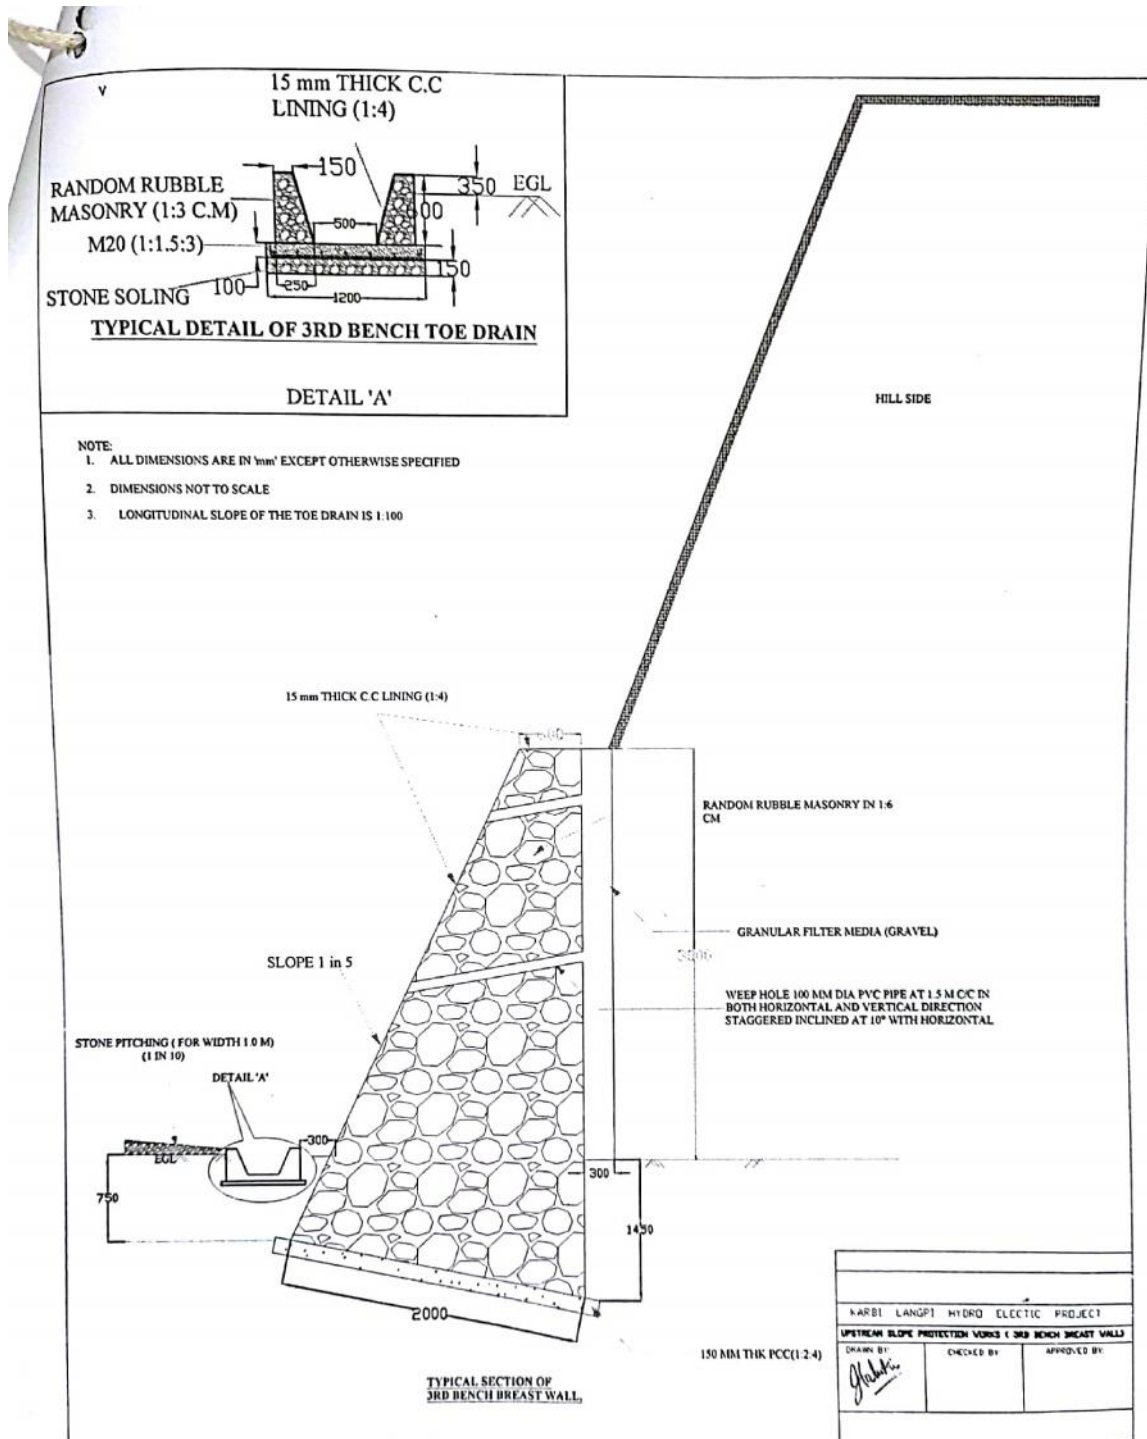 V
15 mm THICK C.C
LINING (1:4)
150
RANDOM RUBBLE
MASONRY (1:3 C.M)
350
EGL
500
M20 (1:1.5:3)
150
STONE SOLING
100
250
1200
TYPICAL DETAIL OF 3RD BENCH TOE DRAIN
DETAIL 'A'
HILL SIDE
NOTE:
1. ALL DIMENSIONS ARE IN 'mm' EXCEPT OTHERWISE SPECIFIED
2. DIMENSIONS NOT TO SCALE
3. LONGITUDINAL SLOPE OF THE TOE DRAIN IS 1:100
15 mm THICK C.C LINING (1:4)
RANDOM RUBBLE MASONRY IN 1:6
CM
GRANULAR FILTER MEDIA (GRAVEL)
SLOPE 1 in 5
WEEP HOLE 100 MM DIA PVC PIPE AT 1.5 M C/C IN
BOTH HORIZONTAL AND VERTICAL DIRECTION
STAGGERED INCLINED AT 10° WITH HORIZONTAL
STONE PITCHING ( FOR WIDTH 1.0 M)
(1 IN 10)
DETAIL 'A'
300
EGL
300
750
1450
2000
150 MM THK PCC(1:2:4)
TYPICAL SECTION OF
3RD BENCH BREAST WALL,
KARBI LANGPI HYDRO ELECTIC PROJECT
UPSTREAM SLOPE PROTECTION WORKS ( 3RD BENCH BREAST WALL)
DRAWN BY:
CHECKED BY:
APPROVED BY: